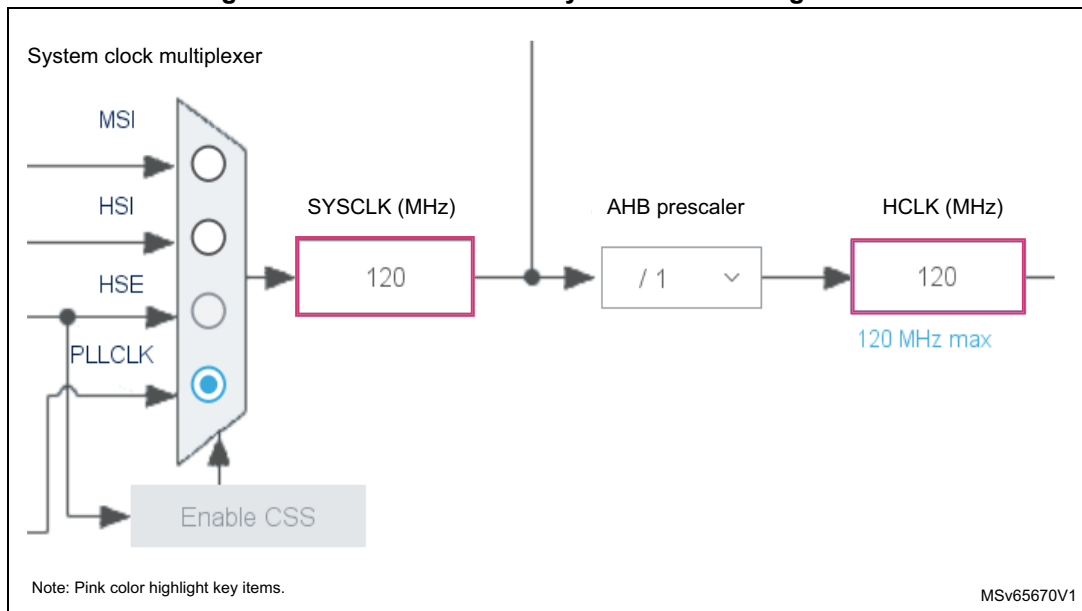 System clock multiplexer
MSI
HSI
SYSCLK (MHz)
AHB prescaler
HCLK (MHz)
120
/ 1
120
HSE
120 MHz max
PLLCLK
Enable CSS
Note: Pink color highlight key items.
MSv65670V1